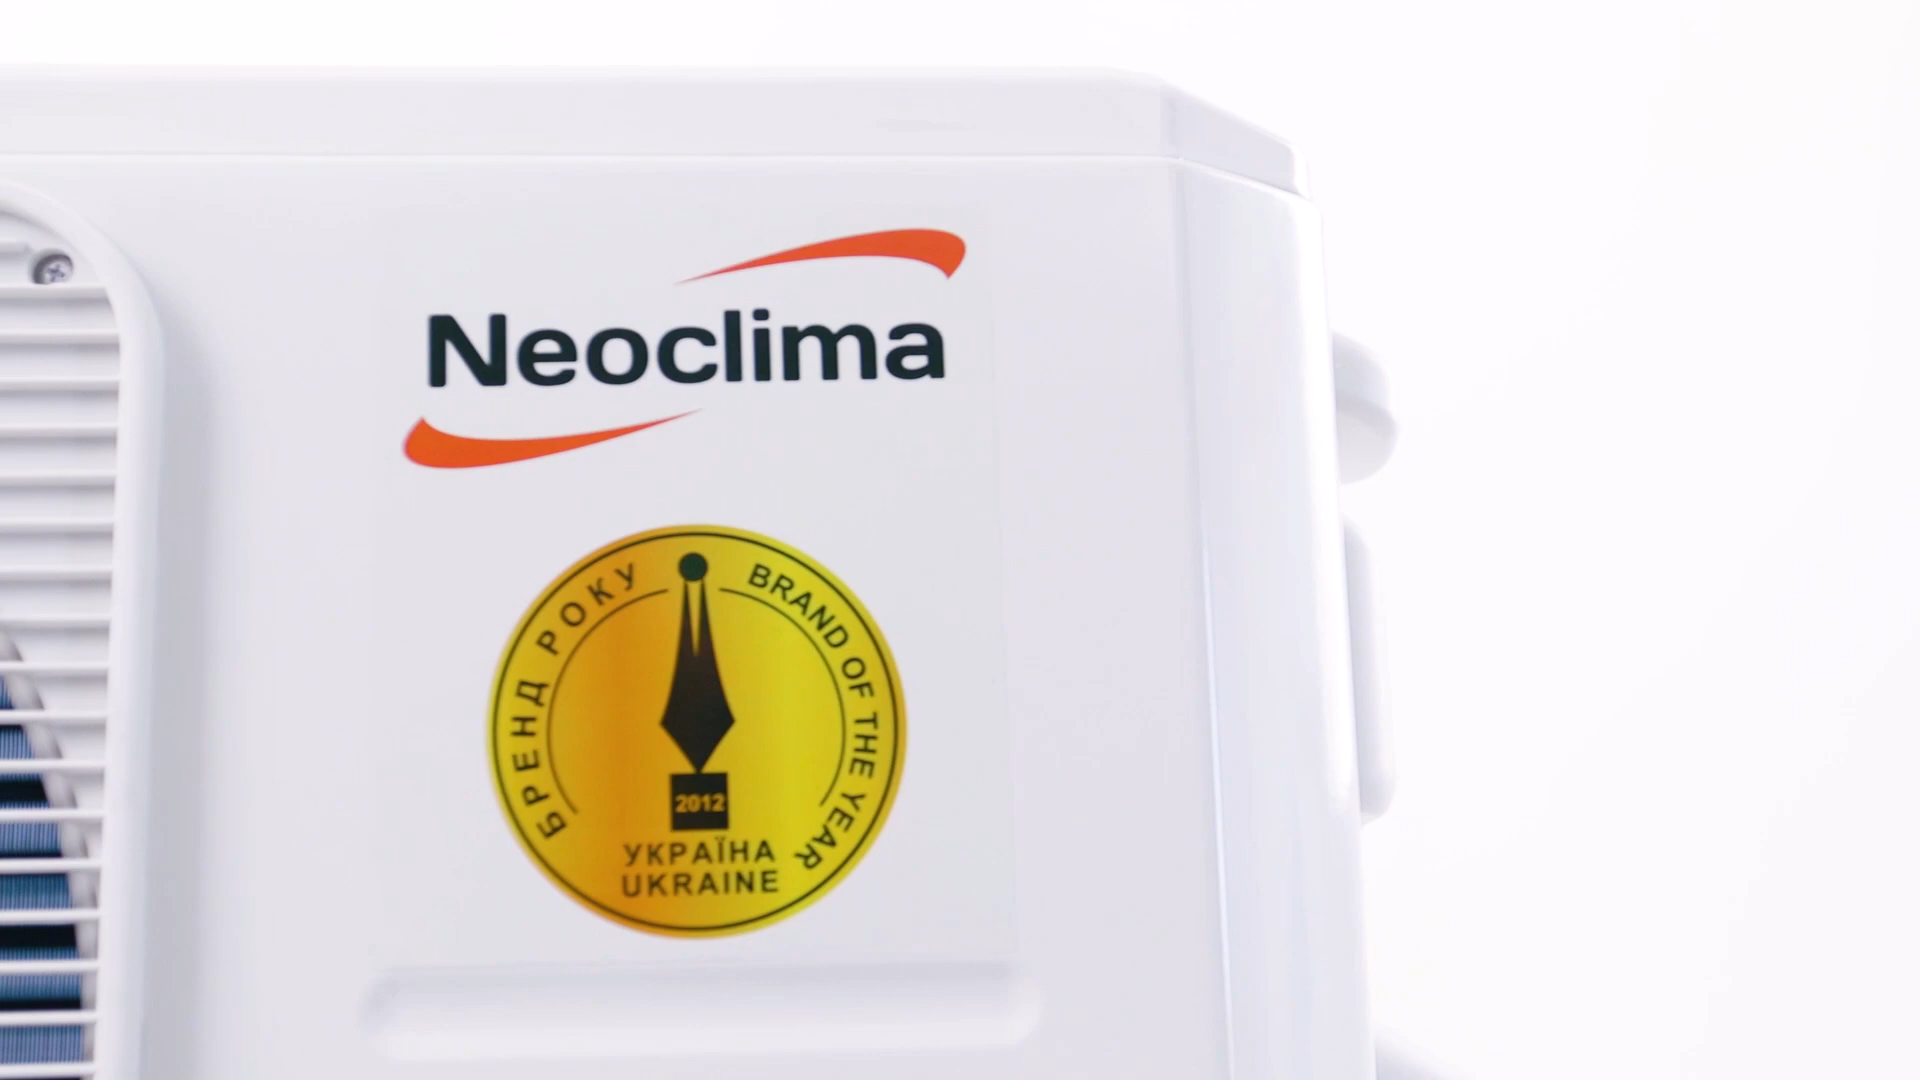 Neoclima
БРЕНД РОКУ
BRAND OF THE YEAR
2012
УКРАЇНА
UKRAINE